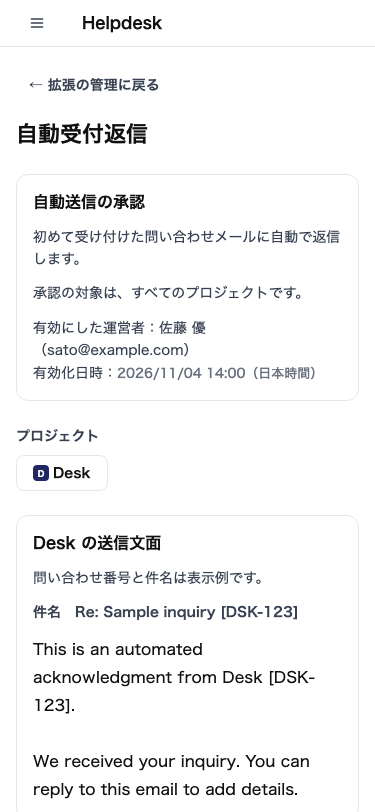 Helpdesk
← 拡張の管理に戻る
自動受付返信
自動送信の承認
初めて受け付けた問い合わせメールに自動で返信
します。
承認の対象は、すべてのプロジェクトです。
有効にした運営者：佐藤 優
（sato@example.com）
有効化日時：2026/11/04 14:00（日本時間）
プロジェクト
D Desk
Desk の送信文面
問い合わせ番号と件名は表示例です。
件名 Re: Sample inquiry [DSK-123]
This is an automated
acknowledgment from Desk [DSK-
123].
We received your inquiry. You can
reply to this email to add details.